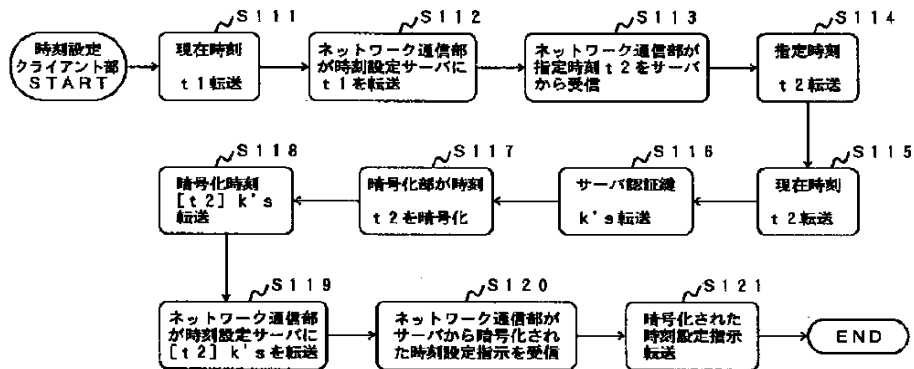 時刻設定
クライアント部
START
S111
現在時刻
t1転送
S112
ネットワーク通信部
が時刻設定サーバに
t1を転送
S113
ネットワーク通信部が
指定時刻t2をサーバ
から受信
S114
指定時刻
t2転送
S115
現在時刻
t2転送
S116
サーバ認証鍵
k's転送
S117
暗号化部が時刻
t2を暗号化
S118
暗号化時刻
[t2]k's
転送
S119
ネットワーク通信部
が時刻設定サーバに
[t2]k'sを転送
S120
ネットワーク通信部が
サーバから暗号化さ
れた時刻設定指示を受信
S121
暗号化された
時刻設定指示
転送
END